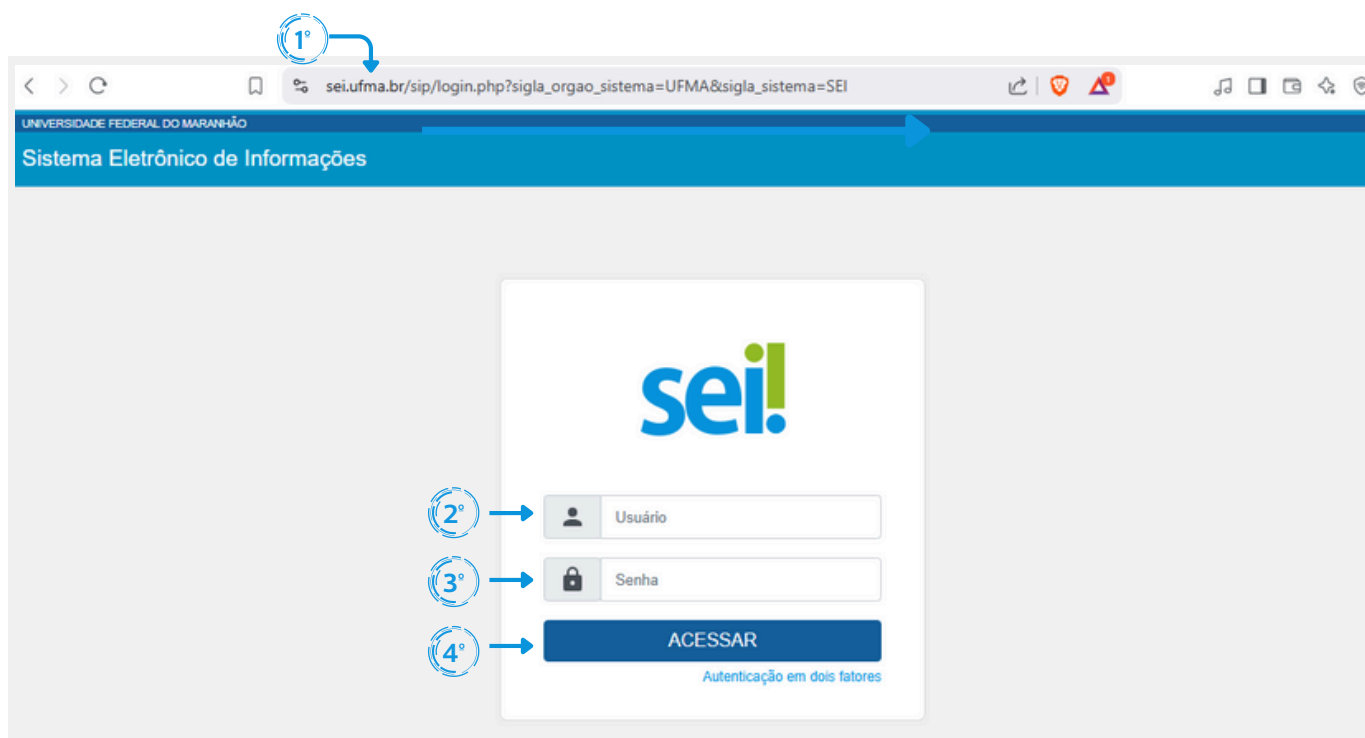 1°
sei.ufma.br/sip/login.php?sigla_orgao_sistema=UFMA&sigla_sistema=SEI
UNIVERSIDADE FEDERAL DO MARANHÃO
Sistema Eletrônico de Informações
sei!
2°
Usuário
3°
Senha
4°
ACESSAR
Autenticação em dois fatores